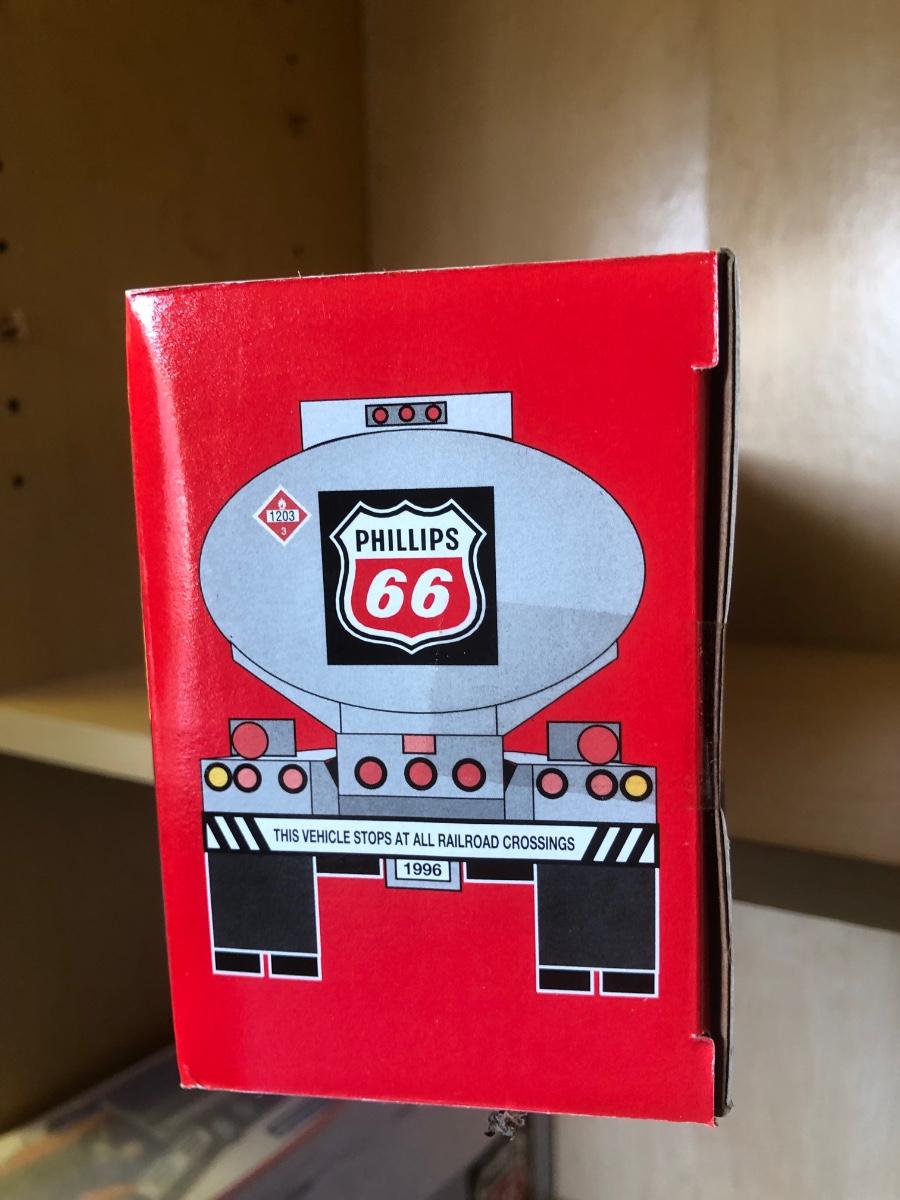 1203
3
PHILLIPS
66
THIS VEHICLE STOPS AT ALL RAILROAD CROSSINGS
1996